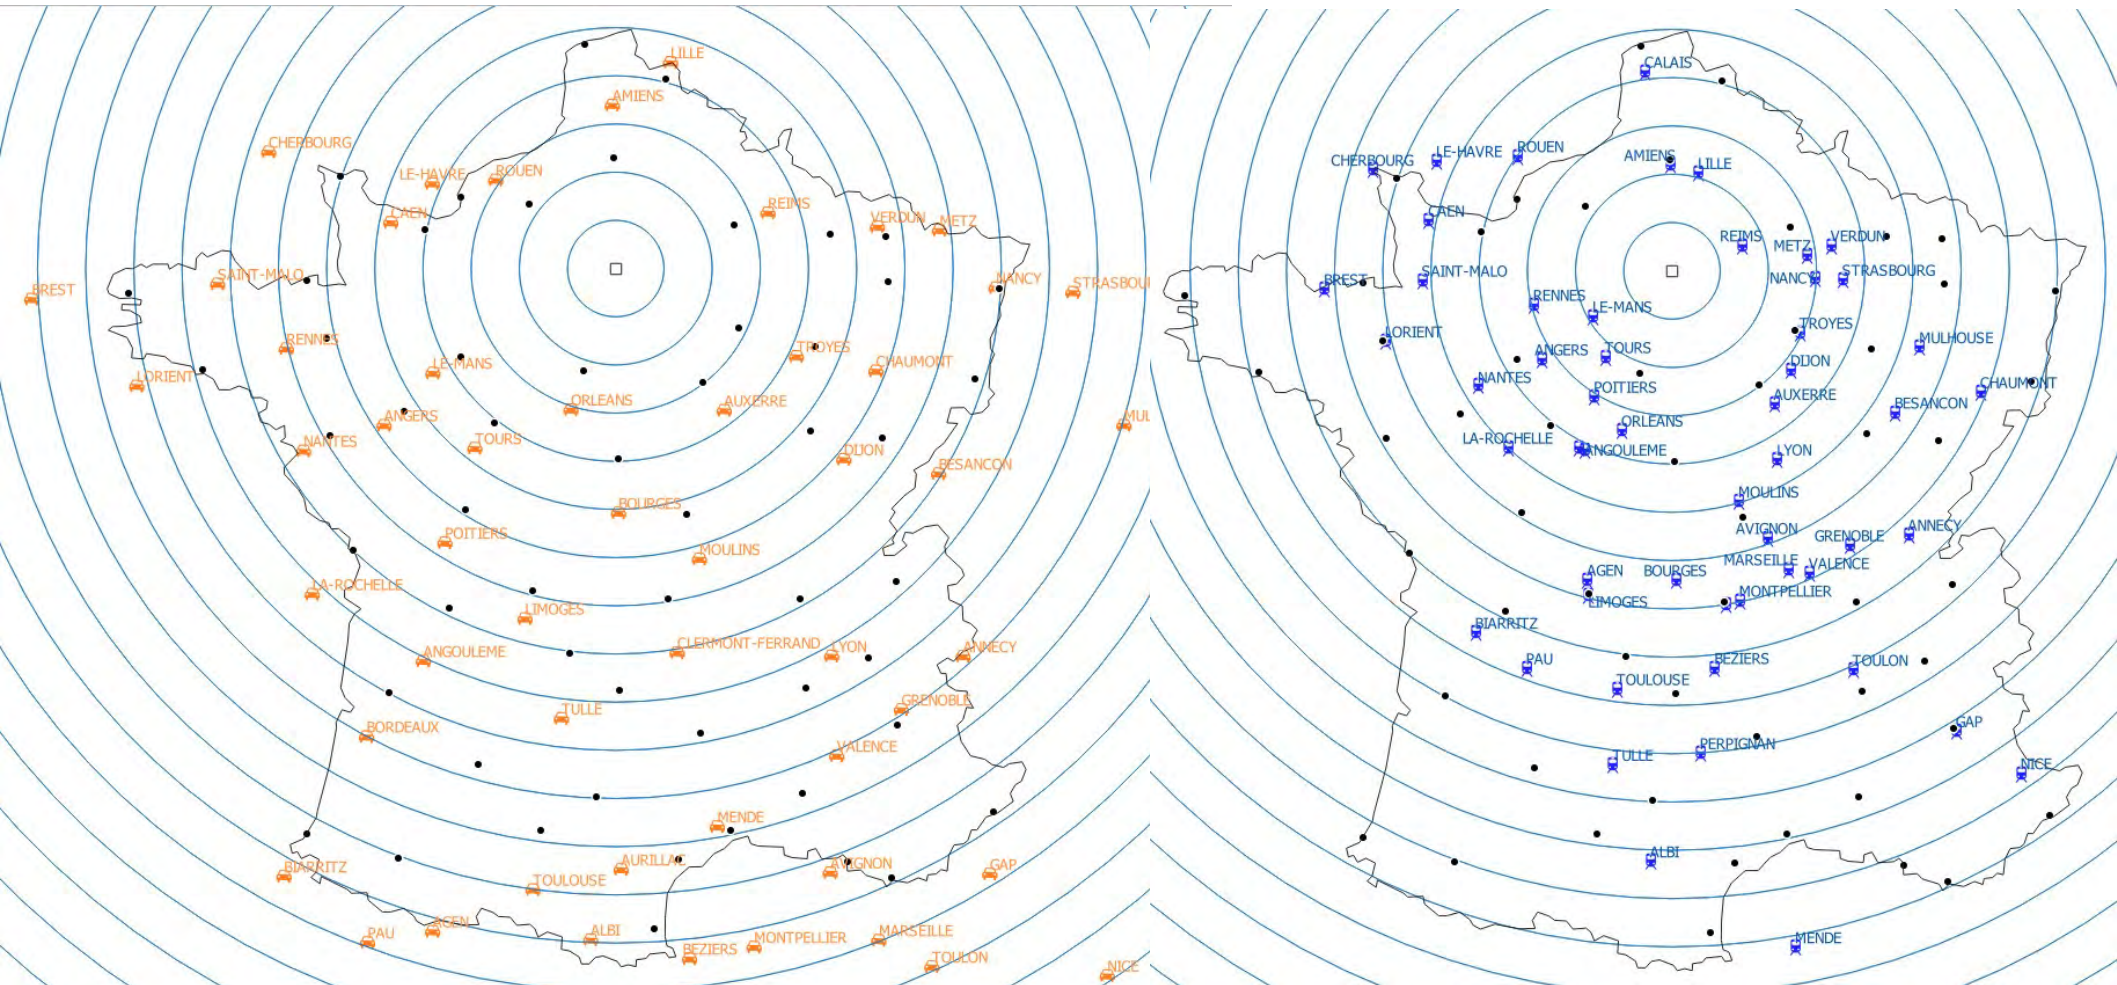 LILLE
AMIENS
CHERBOURG
LE-HAVRE
ROUEN
CAEN
REIMS
VERDUN
METZ
BREST
SAINT-MALO
NANCY
STRASBOU
RENNES
LE-MANS
TROYES
CHAUMONT
LORIENT
ORLEANS
AUXERRE
ANGERS
MUL
NANTES
TOURS
DIJON
BESANCON
BOURGES
POITIERS
MOULINS
LA-ROCHELLE
LIMOGES
ANGOULEME
CLERMONT-FERRAND
LYON
ANNECY
TULLE
GRENOBLE
BORDEAUX
VALENCE
MENDE
BIARRITZ
AURILLAC
TOULOUSE
AVIGNON
GAP
PAU
AGEN
ALBI
BEZIERS
MONTPELLIER
MARSEILLE
TOULON
NICE
CALAIS
CHERBOURG
LE-HAVRE
ROUEN
AMIENS
LILLE
CAEN
REIMS
METZ
VERDUN
BREST
SAINT-MALO
NANCY
STRASBOURG
RENNES
LE-MANS
TROYES
LORIENT
MULHOUSE
ANGERS
TOURS
DIJON
NANTES
POITIERS
AUXERRE
CHAUMONT
BESANCON
ORLEANS
LA-ROCHELLE
ANGOULEME
LYON
MOULINS
AVIGNON
GRENOBLE
ANNECY
AGEN
BOURGES
MARSEILLE
VALENCE
LIMOGES
MONTPELLIER
BIARRITZ
PAU
BEZIERS
TOULON
TOULOUSE
GAP
TULLE
PERPIGNAN
NICE
ALBI
MENDE